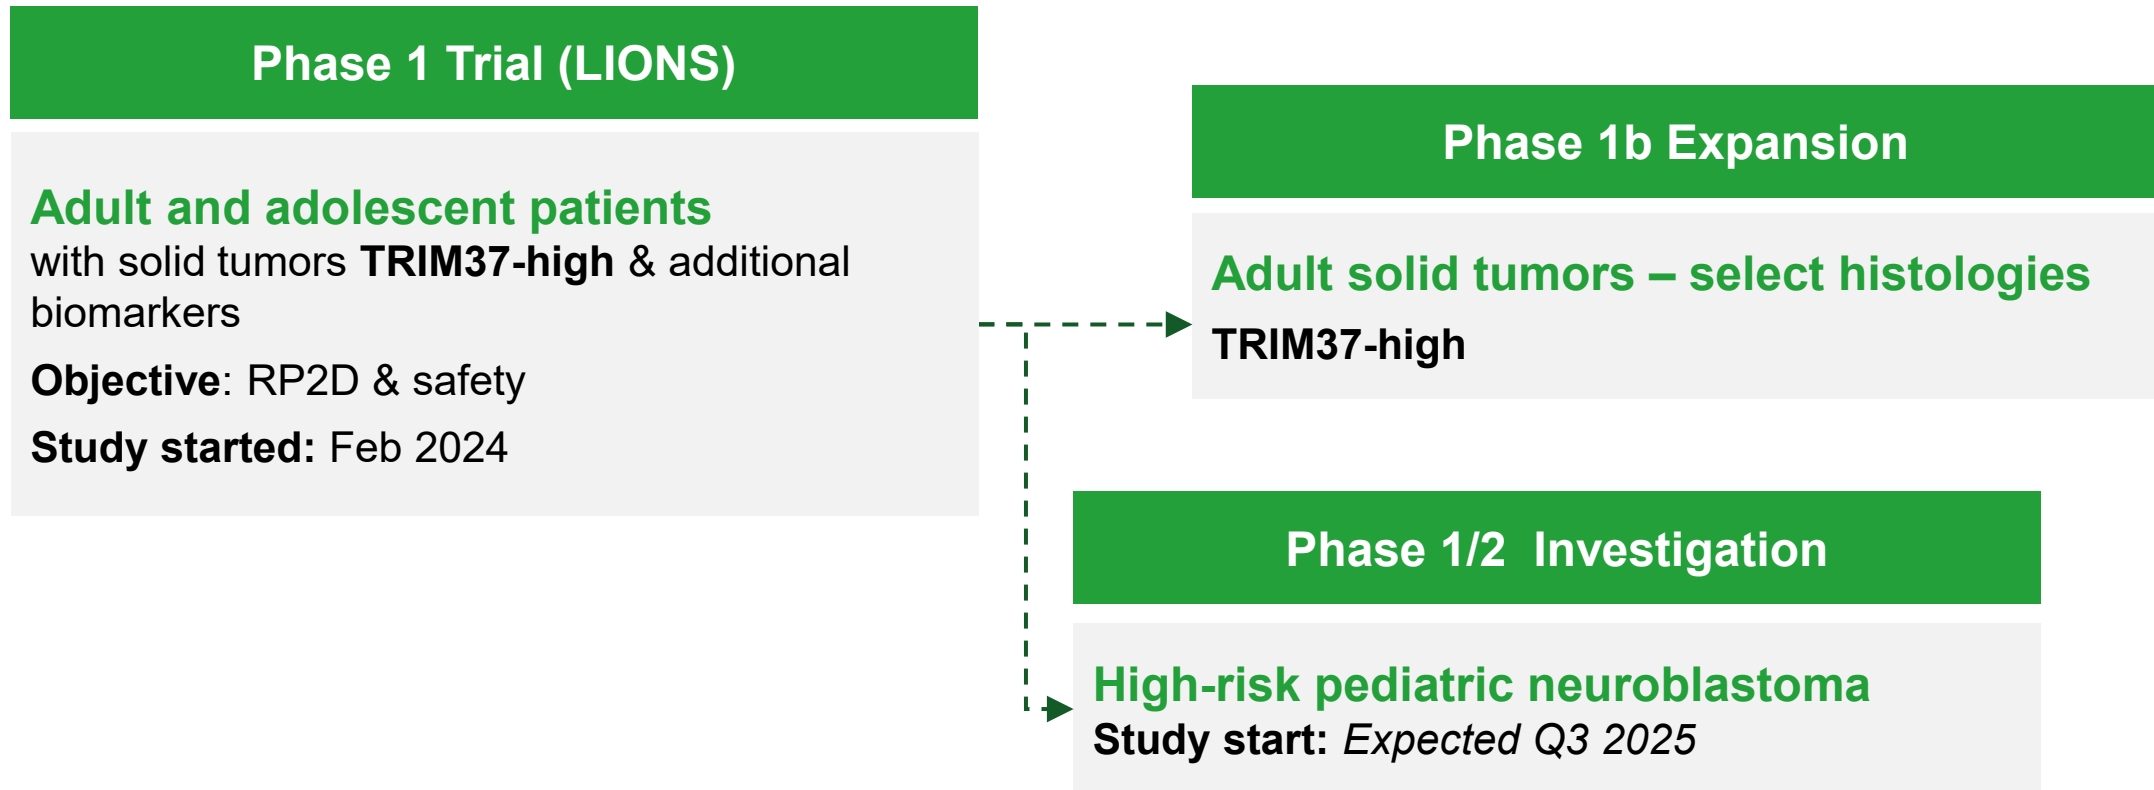 Phase 1 Trial (LIONS)
Adult and adolescent patients
with solid tumors TRIM37-high & additional
biomarkers
Objective: RP2D & safety
Study started: Feb 2024
Phase 1b Expansion
Adult solid tumors – select histologies
TRIM37-high
Phase 1/2  Investigation
High-risk pediatric neuroblastoma
Study start: Expected Q3 2025